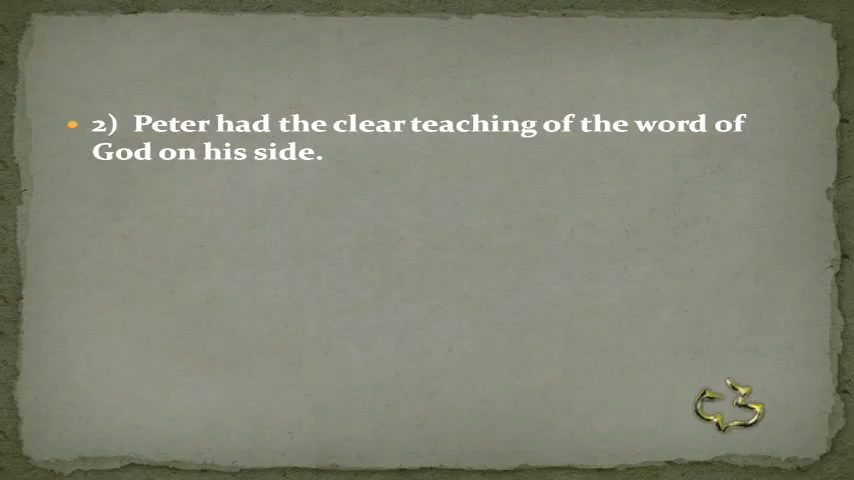 2) Peter had the clear teaching of the word of
God on his side.